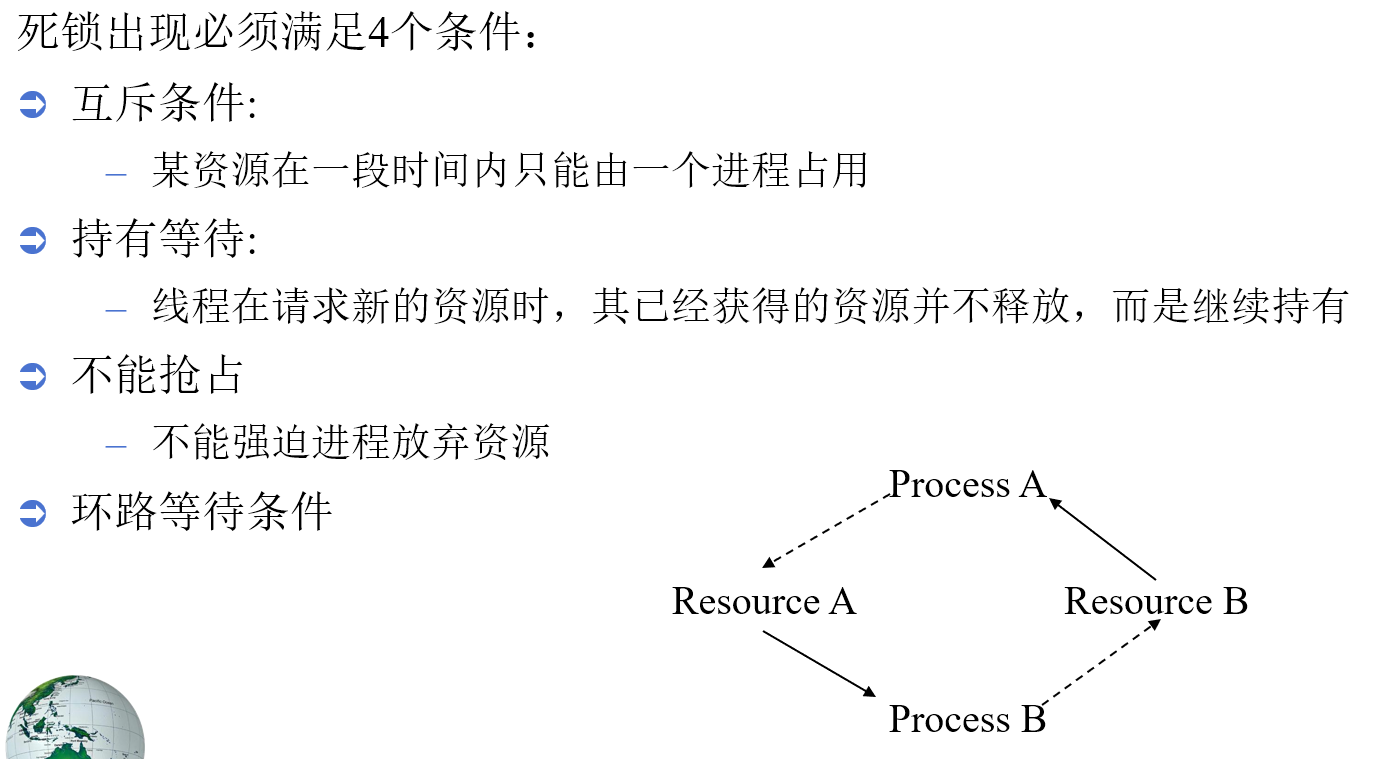 死锁出现必须满足4个条件：
互斥条件:
– 某资源在一段时间内只能由一个进程占用
持有等待:
– 线程在请求新的资源时，其已经获得的资源并不释放，而是继续持有
不能抢占
– 不能强迫进程放弃资源
环路等待条件
Process A
Resource A
Resource B
Process B